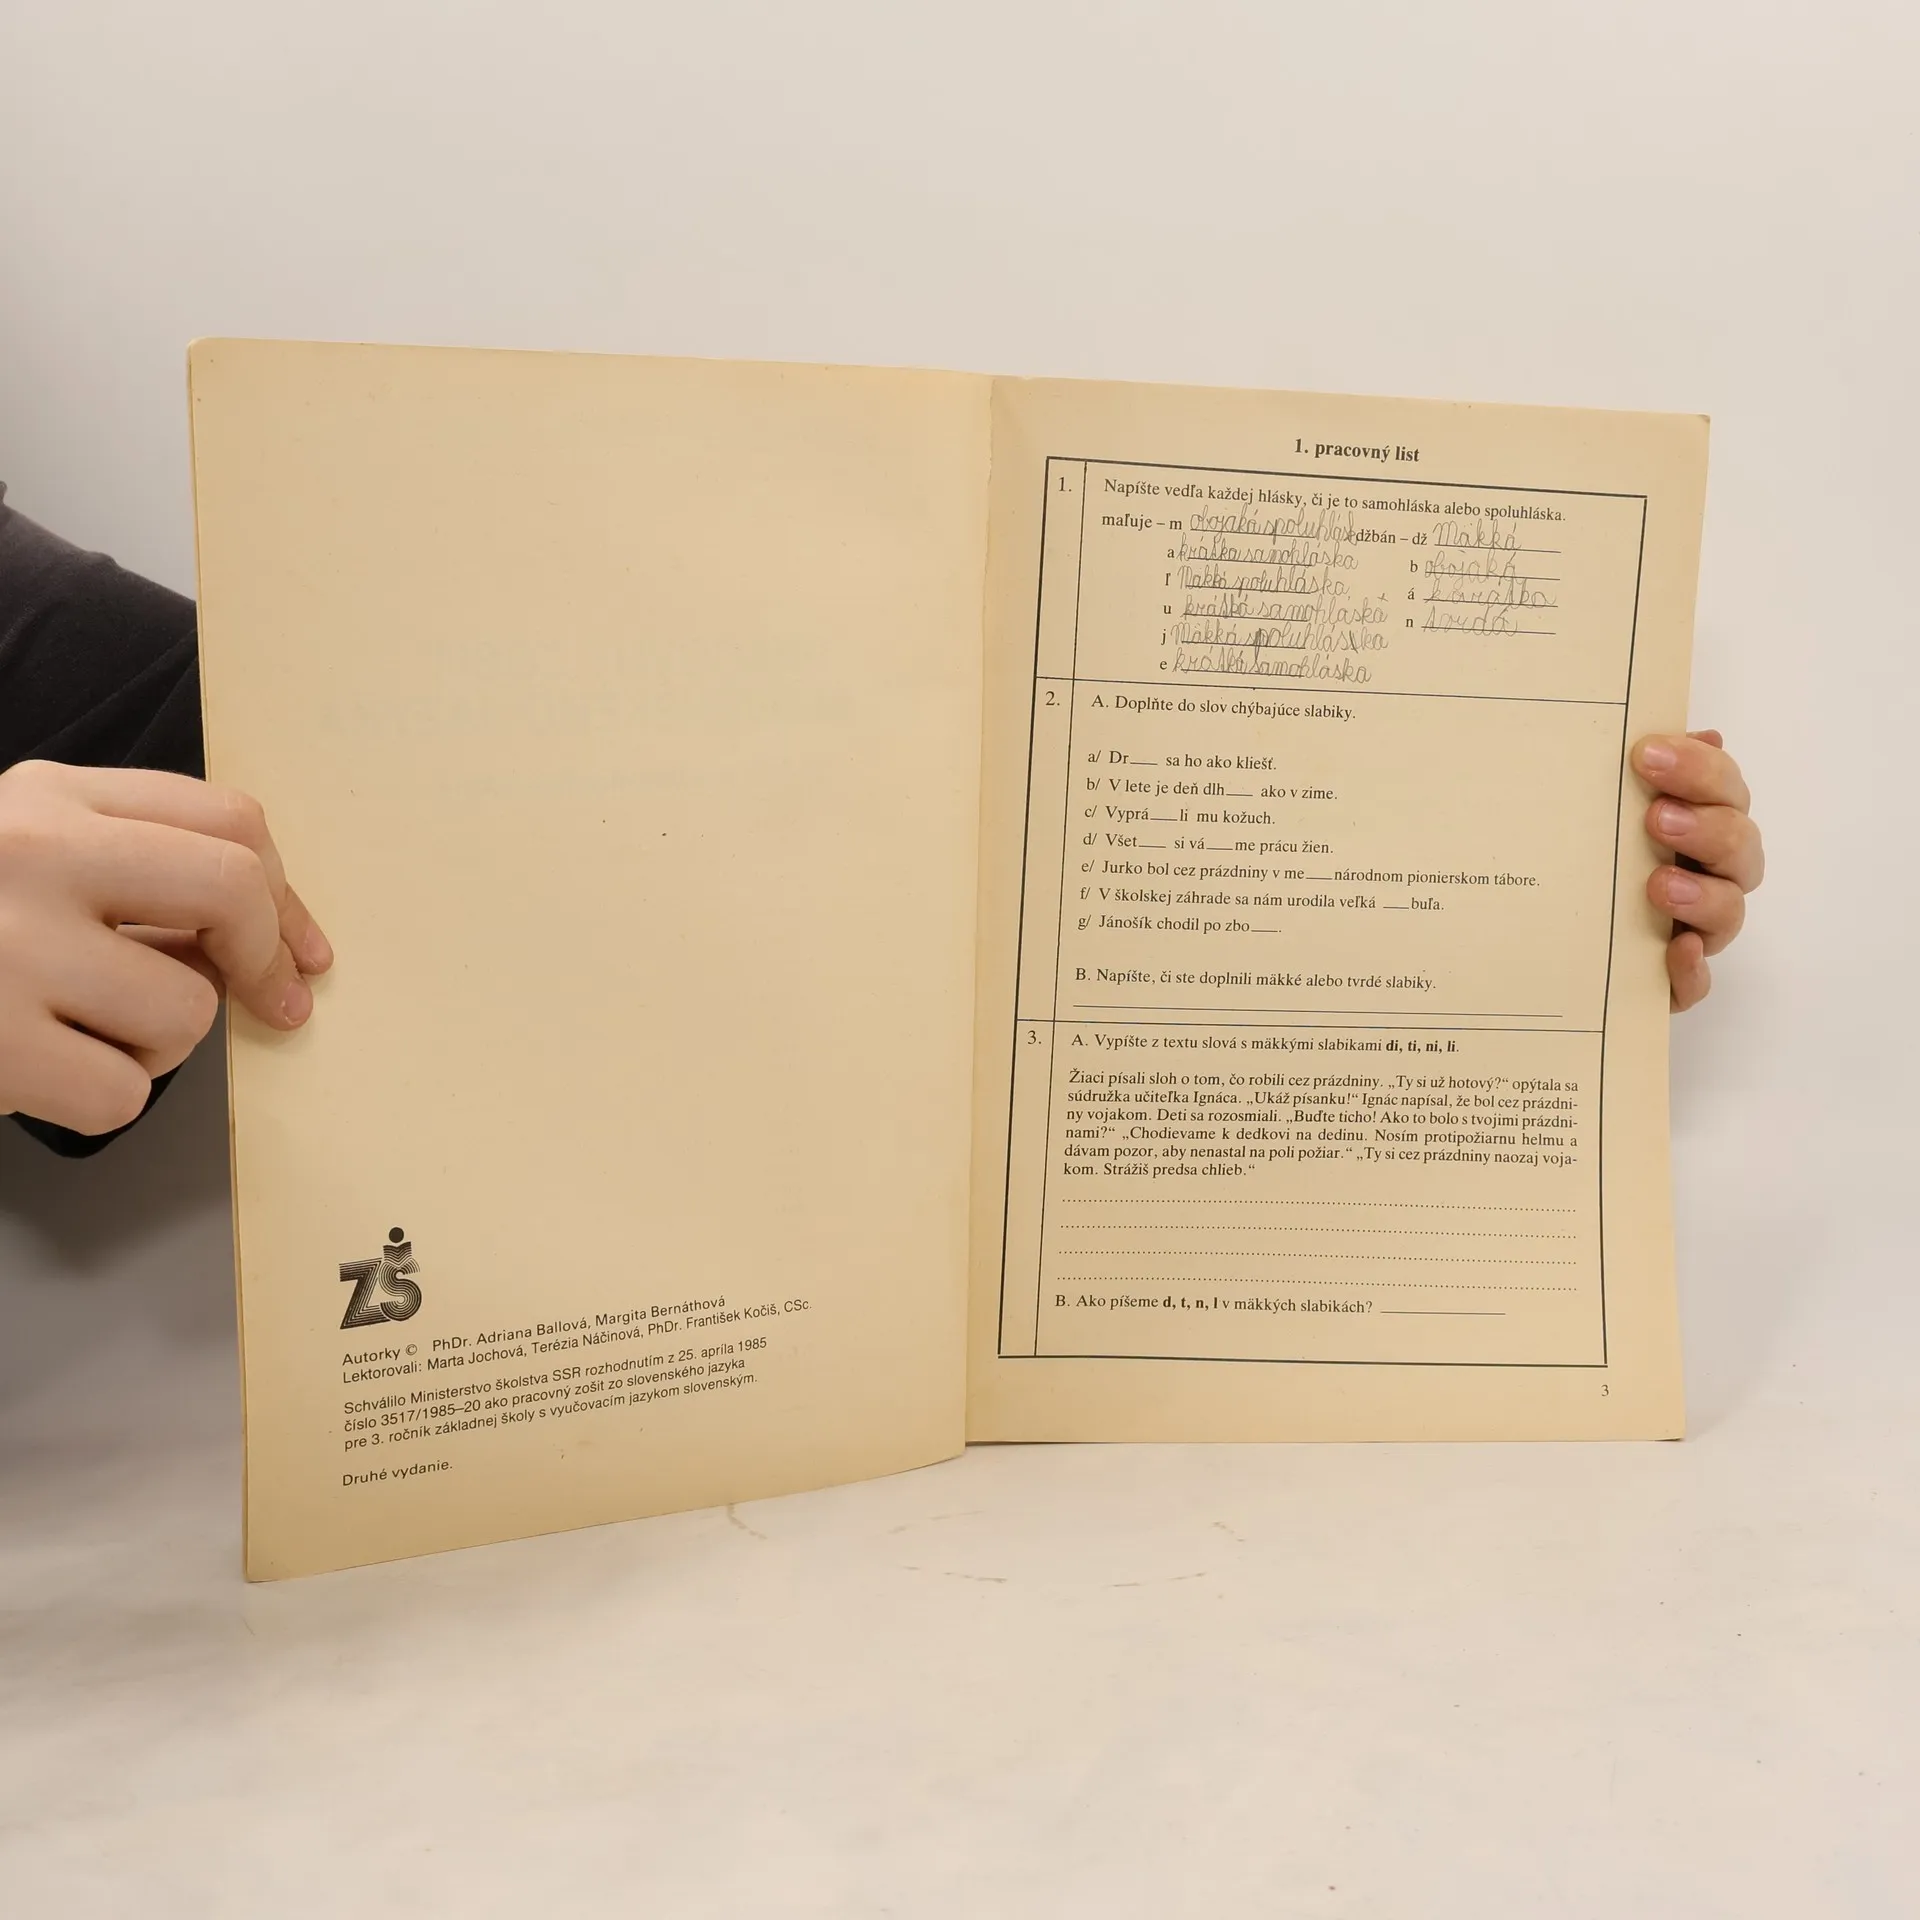 ZŠ
Autorky © PhDr. Adriana Ballová, Margita Bernáthová
Lektorovali: Marta Jochová, Terézia Náčinová, PhDr. František Kočiš, CSc.
Schválilo Ministerstvo školstva SSR rozhodnutím z 25. apríla 1985
číslo 3517/1985–20 ako pracovný zošit zo slovenského jazyka
pre 3. ročník základnej školy s vyučovacím jazykom slovenským.
Druhé vydanie.
1. pracovný list
1. Napíšte vedľa každej hlásky, či je to samohláska alebo spoluhláska.
maľuje – m obojaká spoluhlásk džbán – dž Mäkká
a krátka samohláska b obojaká
ľ Mäkká spoluhláska á
u krátká samohláska n tvrdá
j Mäkká spoluhláska
e krátka samohláska
2. A. Doplňte do slov chýbajúce slabiky.
a/ Dr___ sa ho ako kliešť.
b/ V lete je deň dlh___ ako v zime.
c/ Vyprá___li mu kožuch.
d/ Všet___ si vá___me prácu žien.
e/ Jurko bol cez prázdniny v me___národnom pionierskom tábore.
f/ V školskej záhrade sa nám urodila veľká ___buľa.
g/ Jánošík chodil po zbo___.
B. Napíšte, či ste doplnili mäkké alebo tvrdé slabiky.
3. A. Vypíšte z textu slová s mäkkými slabikami di, ti, ni, li.
Žiaci písali sloh o tom, čo robili cez prázdniny. „Ty si už hotový?“ opýtala sa
súdružka učiteľka Ignáca. „Ukáž písanku!“ Ignác napísal, že bol cez prázdni-
ny vojakom. Deti sa rozosmiali. „Buďte ticho! Ako to bolo s tvojimi prázdni-
nami?“ „Chodievame k dedkovi na dedinu. Nosím protipožiarnu helmu a
dávam pozor, aby nenastal na poli požiar.“ „Ty si cez prázdniny naozaj voja-
kom. Strážiš predsa chlieb.“
B. Ako píšeme d, t, n, l v mäkkých slabikách?
3